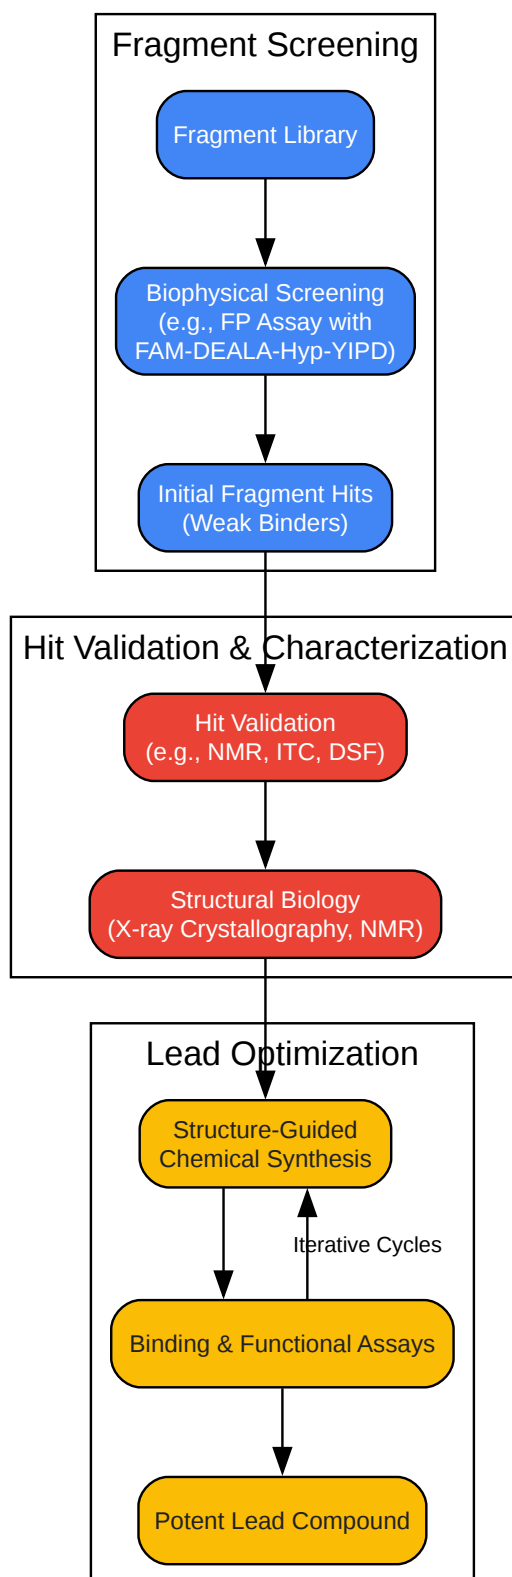 Fragment Screening
Fragment Library
Biophysical Screening
(e.g., FP Assay with
FAM-DEALA-Hyp-YIPD)
Initial Fragment Hits
(Weak Binders)
Hit Validation & Characterization
Hit Validation
(e.g., NMR, ITC, DSF)
Structural Biology
(X-ray Crystallography, NMR)
Lead Optimization
Structure-Guided
Chemical Synthesis
Iterative Cycles
Binding & Functional Assays
Potent Lead Compound